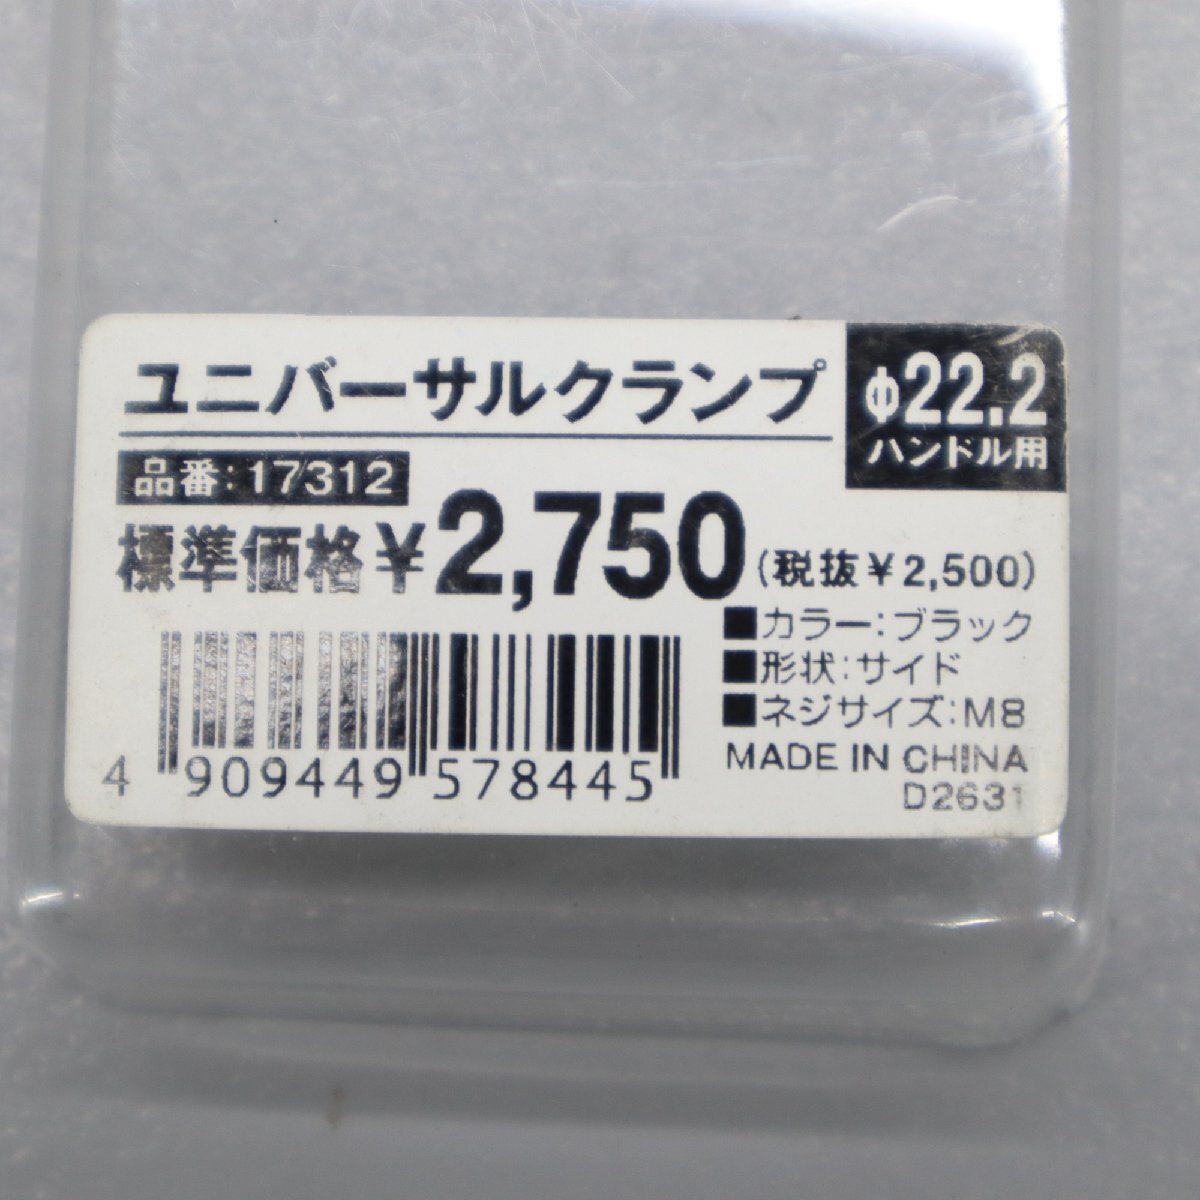 ユニバーサルクランプ
Φ22.2
ハンドル用
品番:17312
標準価格¥2,750(税抜¥2,500)
■カラー:ブラック
■形状:サイド
■ネジサイズ:M8
MADE IN CHINA
D2631
4 909449 578445